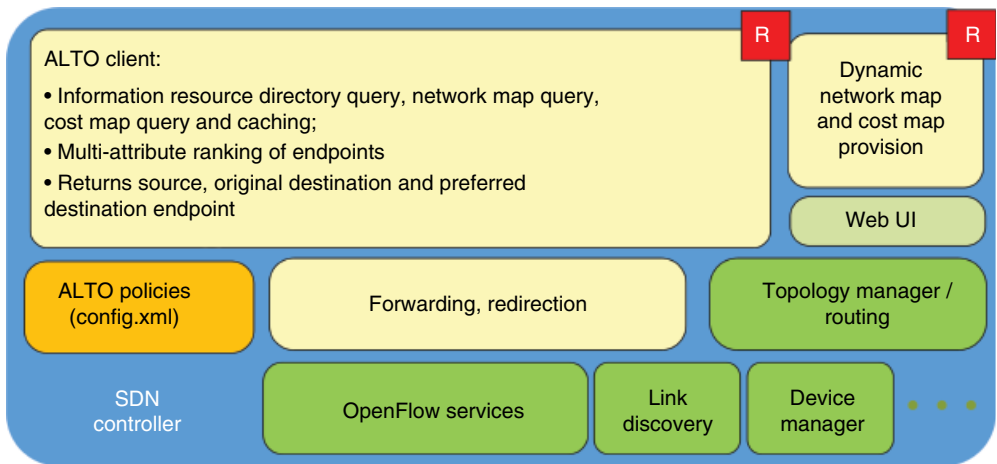 R
R
ALTO client:
• Information resource directory query, network map query,
cost map query and caching;
• Multi-attribute ranking of endpoints
• Returns source, original destination and preferred
destination endpoint
Dynamic
network map
and cost map
provision
Web UI
ALTO policies
(config.xml)
Forwarding, redirection
Topology manager /
routing
SDN
controller
OpenFlow services
Link
discovery
Device
manager